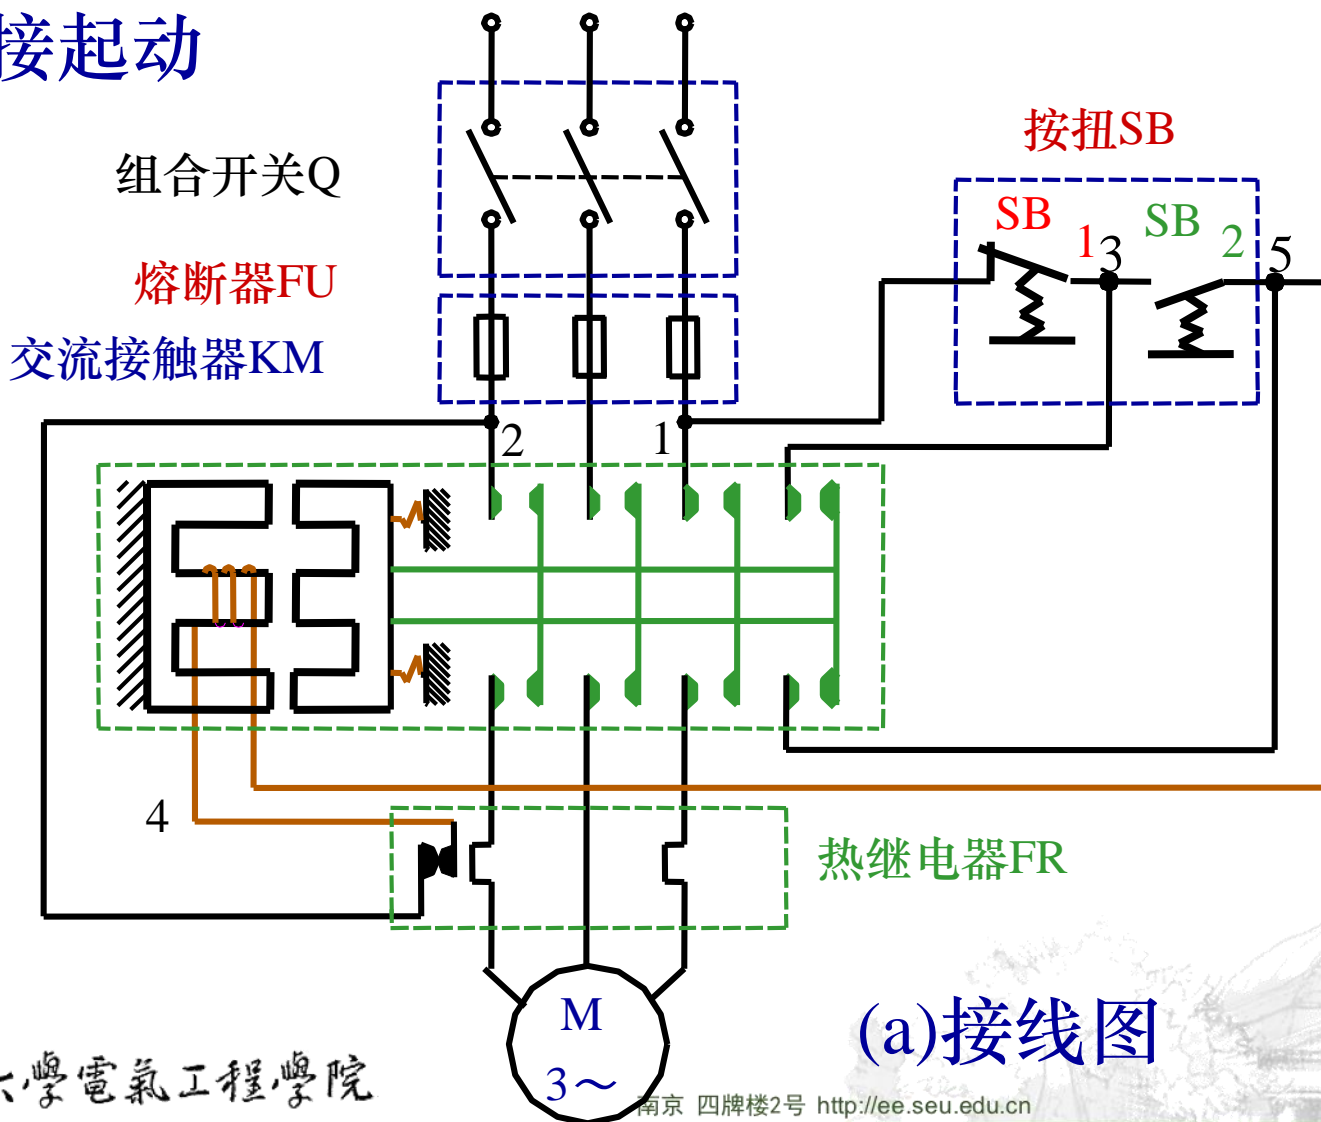 接起动
按扭SB
组合开关Q
SB 1 3 SB 2 5
熔断器FU
交流接触器KM
2 1
4
热继电器FR
M
3～
(a)接线图
大學電氣工程學院
南京 四牌楼2号 http://ee.seu.edu.cn